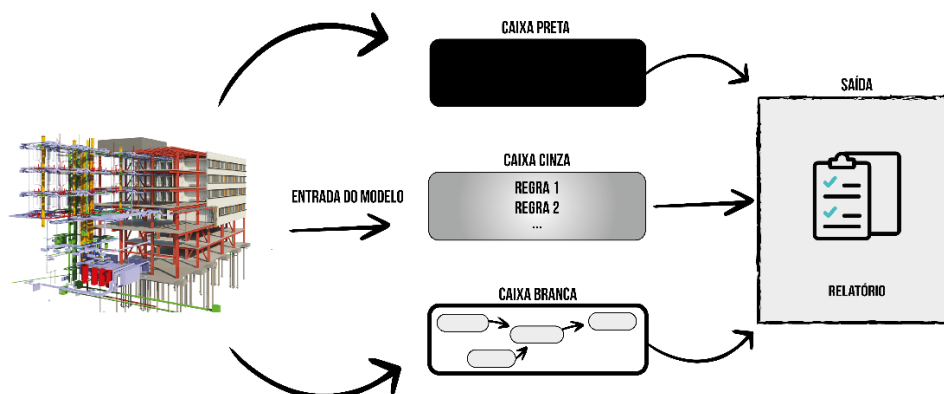 CAIXA PRETA
SAÍDA
CAIXA CINZA
ENTRADA DO MODELO
REGRA 1
REGRA 2
...
RELATÓRIO
CAIXA BRANCA